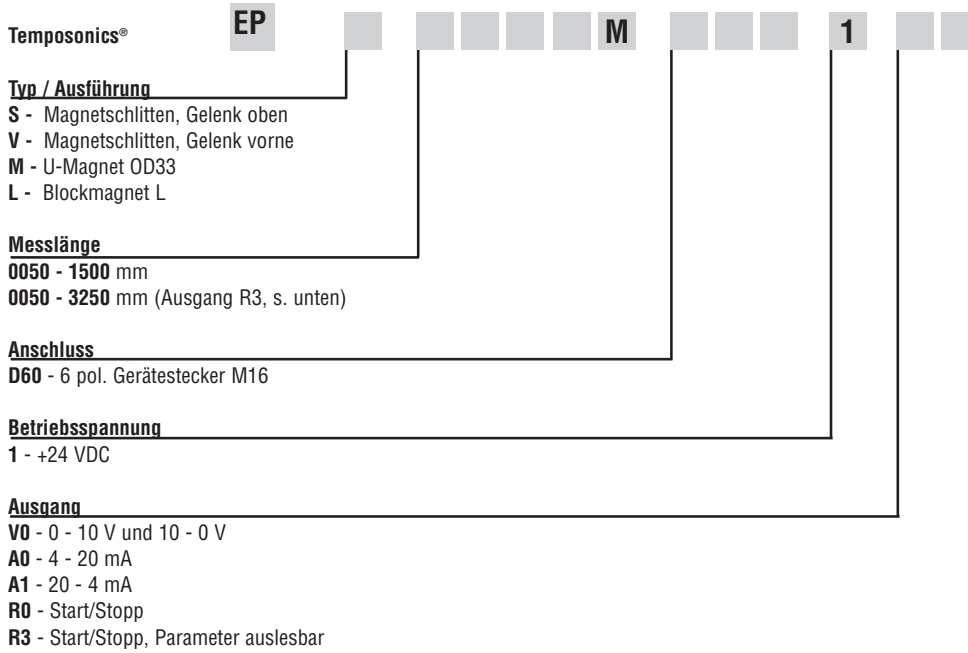 Temposonics® EP M 1
Typ / Ausführung
S - Magnetschlitten, Gelenk oben
V - Magnetschlitten, Gelenk vorne
M - U-Magnet OD33
L - Blockmagnet L
Messlänge
0050 - 1500 mm
0050 - 3250 mm (Ausgang R3, s. unten)
Anschluss
D60 - 6 pol. Gerätestecker M16
Betriebsspannung
1 - +24 VDC
Ausgang
V0 - 0 - 10 V und 10 - 0 V
A0 - 4 - 20 mA
A1 - 20 - 4 mA
R0 - Start/Stopp
R3 - Start/Stopp, Parameter auslesbar